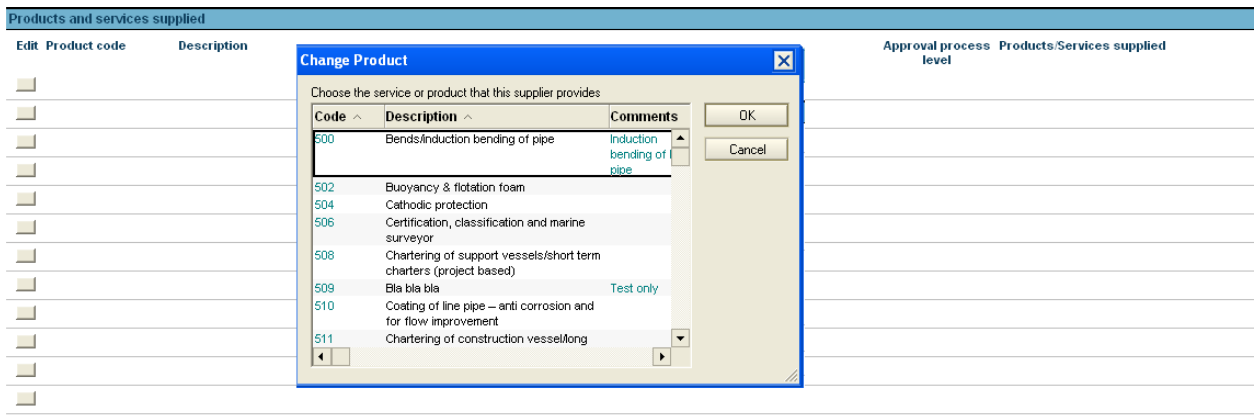 Products and services supplied
Edit Product code Description Approval process Products/Services supplied
level
Change Product
Choose the service or product that this supplier provides
Code Description Comments
500 Bends/induction bending of pipe Induction
bending of
pipe
502 Buoyancy & flotation foam
504 Cathodic protection
506 Certification, classification and marine
surveyor
508 Chartering of support vessels/short term
charters (project based)
509 Bla bla bla Test only
510 Coating of line pipe – anti corrosion and
for flow improvement
511 Chartering of construction vessel/long
OK
Cancel